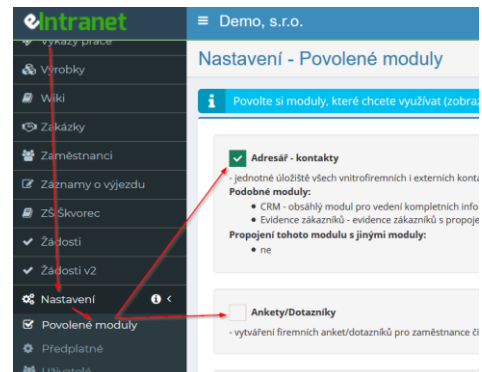 eIntranet
≡ Demo, s.r.o.
Výkazy práce
Výrobky
Wiki
Zakázky
Zaměstnanci
Záznamy o výjezdu
ZŠ Škvorec
Žádosti
Žádosti v2
Nastavení
Povolené moduly
Předplatné
Uživatelé
Nastavení - Povolené moduly
i Povolte si moduly, které chcete využívat (zobraz
Adresář - kontakty
- jednotné úložiště všech vnitrofiremních i externích konta
Podobné moduly:
• CRM - obsáhlý modul pro vedení kompletních info
• Evidence zákazníků - evidence zákazníků s propoje
Propojení tohoto modulu s jinými moduly:
• ne
Ankety/Dotazníky
- vytváření firemních anket/dotazníků pro zaměstnance či